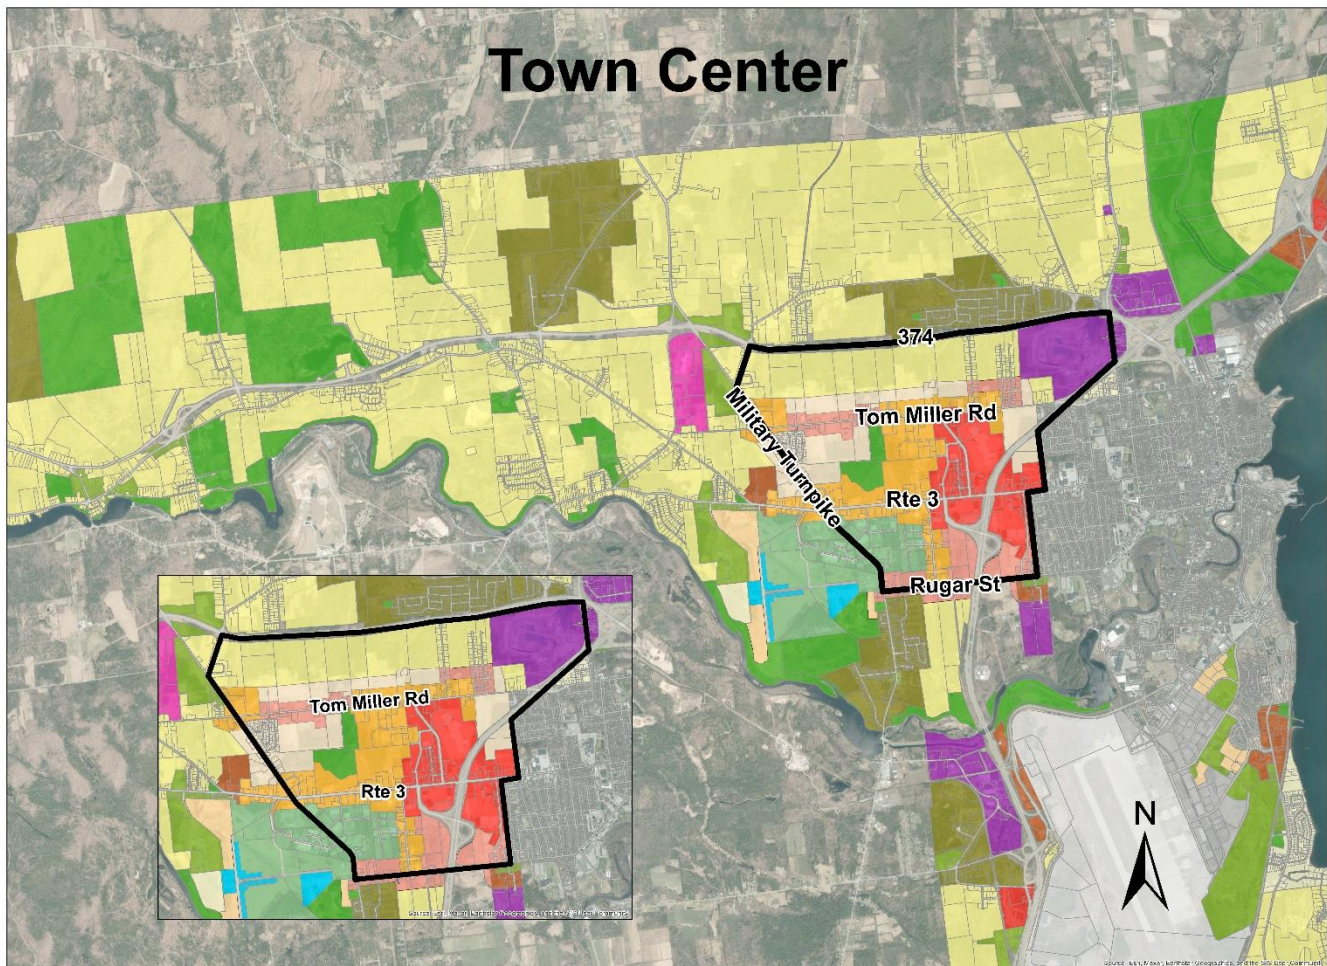 Town Center
374
Military Turnpike
Tom Miller Rd
Rte 3
Rugar St
Tom Miller Rd
Rte 3
N